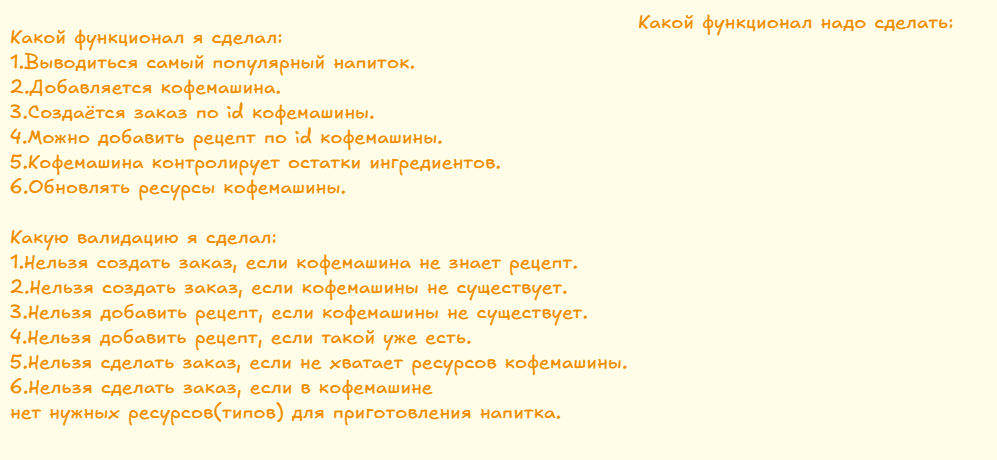 Какой функционал надо сделать:
Какой функционал я сделал:
1.Выводиться самый популярный напиток.
2.Добавляется кофемашина.
3.Создаётся заказ по id кофемашины.
4.Можно добавить рецепт по id кофемашины.
5.Кофемашина контролирует остатки ингредиентов.
6.Обновлять ресурсы кофемашины.
Какую валидацию я сделал:
1.Нельзя создать заказ, если кофемашина не знает рецепт.
2.Нельзя создать заказ, если кофемашины не существует.
3.Нельзя добавить рецепт, если кофемашины не существует.
4.Нельзя добавить рецепт, если такой уже есть.
5.Нельзя сделать заказ, если не хватает ресурсов кофемашины.
6.Нельзя сделать заказ, если в кофемашине
нет нужных ресурсов(типов) для приготовления напитка.